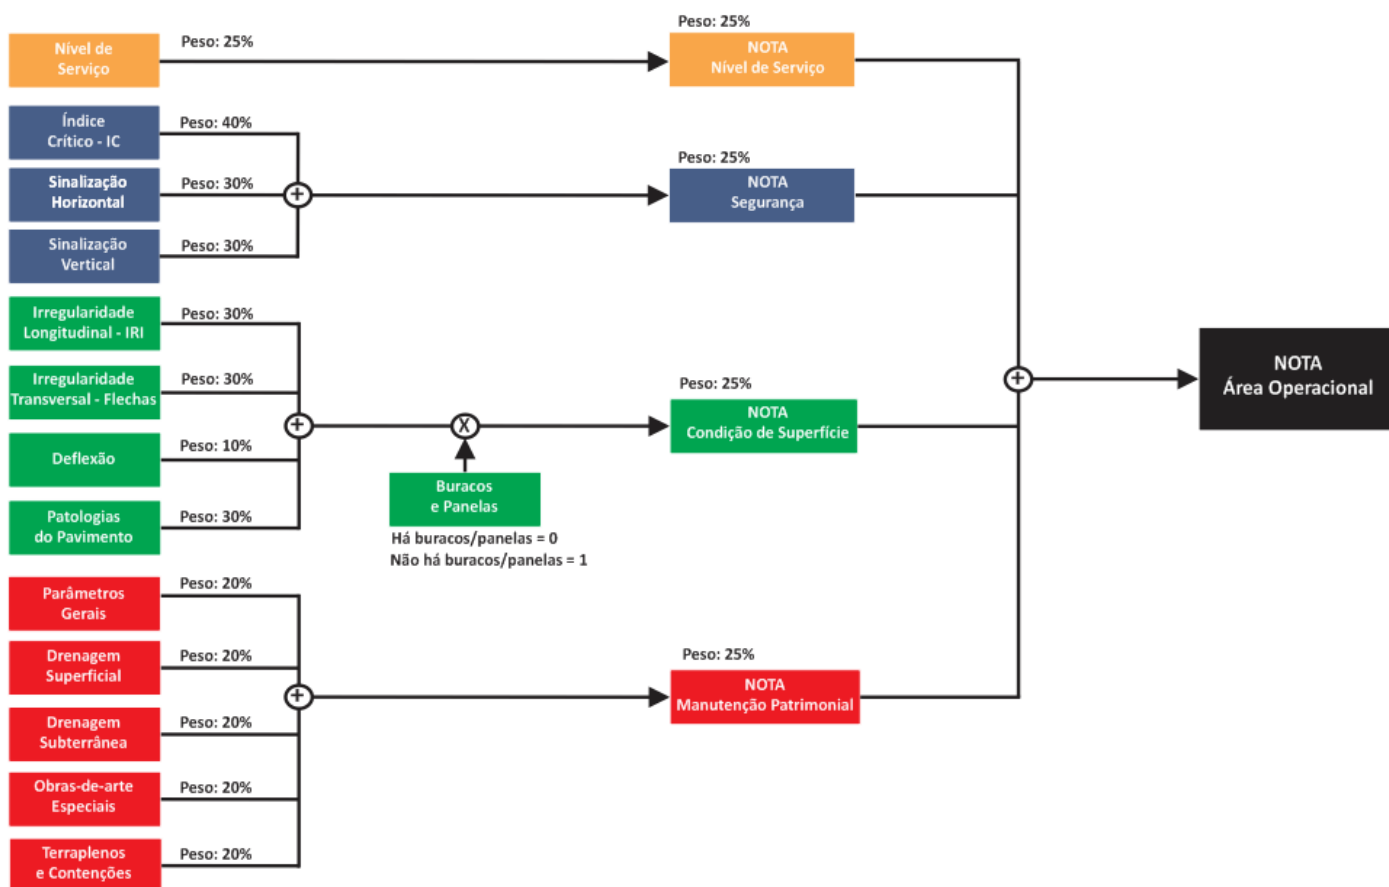 Nível de
Serviço
Peso: 25%
Peso: 25%
NOTA
Nível de Serviço
Índice
Crítico - IC
Peso: 40%
Sinalização
Horizontal
Peso: 30%
Sinalização
Vertical
Peso: 30%
Peso: 25%
NOTA
Segurança
Irregularidade
Longitudinal - IRI
Peso: 30%
Irregularidade
Transversal - Flechas
Peso: 30%
Deflexão
Peso: 10%
Patologias
do Pavimento
Peso: 30%
+
X
Buracos
e Panelas
Há buracos/panelas = 0
Não há buracos/panelas = 1
Peso: 25%
NOTA
Condição de Superfície
Parâmetros
Gerais
Peso: 20%
Drenagem
Superficial
Peso: 20%
Drenagem
Subterrânea
Peso: 20%
Obras-de-arte
Especiais
Peso: 20%
Terraplenos
e Contenções
Peso: 20%
+
Peso: 25%
NOTA
Manutenção Patrimonial
+
+
NOTA
Área Operacional